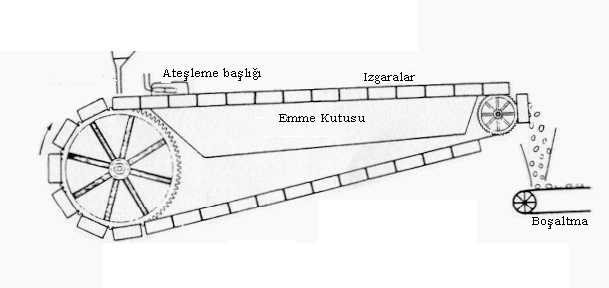 Ateşleme başlığı
Izgaralar
Emme Kutusu
Boşaltma